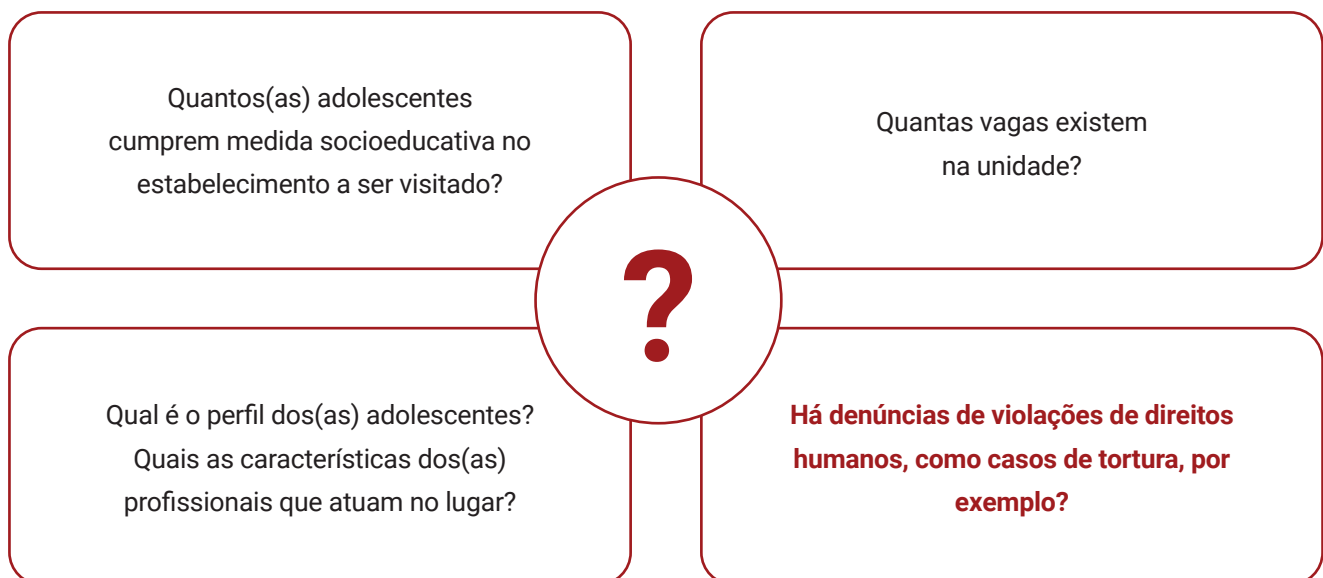 Quantos(as) adolescentes
cumprem medida socioeducativa no
estabelecimento a ser visitado?
Quantas vagas existem
na unidade?
?
Qual é o perfil dos(as) adolescentes?
Quais as características dos(as)
profissionais que atuam no lugar?
Há denúncias de violações de direitos
humanos, como casos de tortura, por
exemplo?